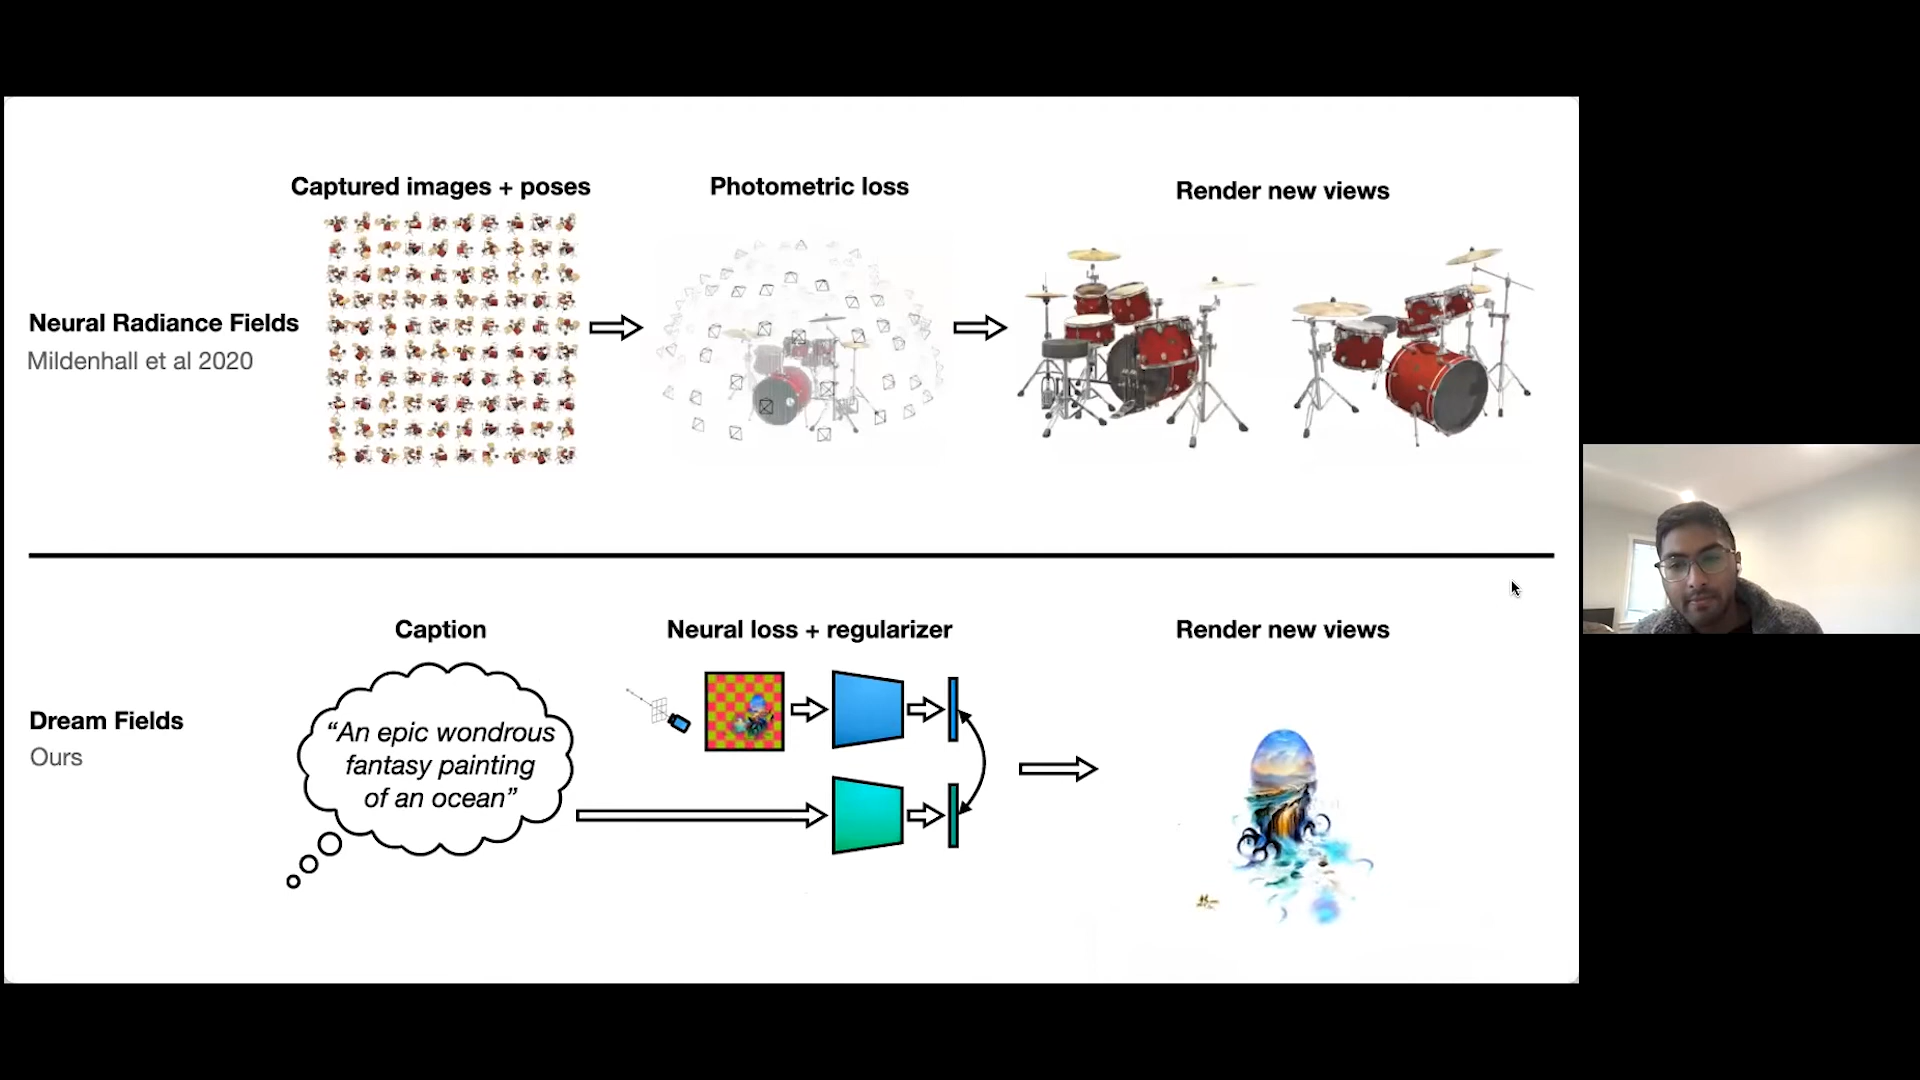 Captured images + poses
Photometric loss
Render new views
Neural Radiance Fields
Mildenhall et al 2020
Caption
Neural loss + regularizer
Render new views
Dream Fields
Ours
“An epic wondrous
fantasy painting
of an ocean”